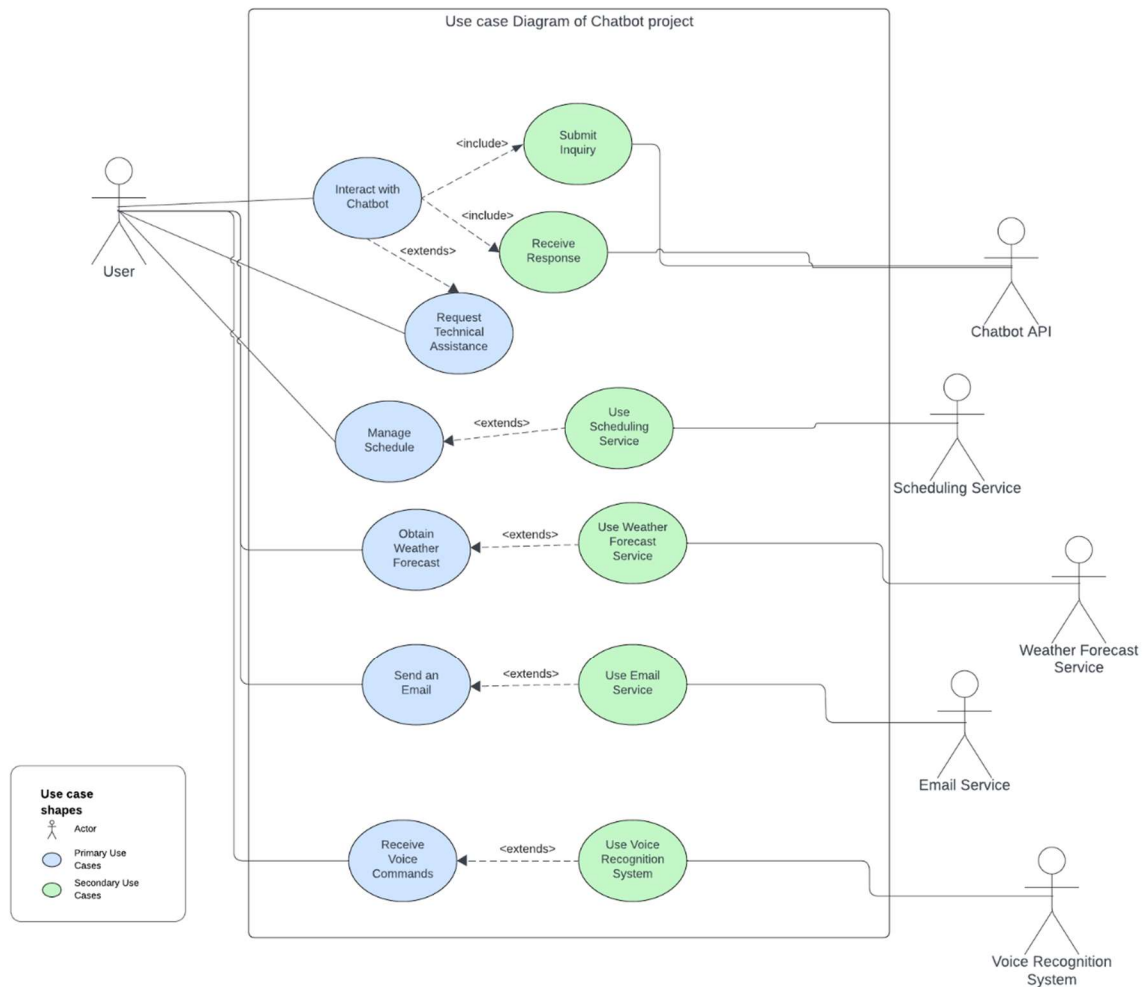 Use case Diagram of Chatbot project
Submit
Inquiry
<include>
Interact with
Chatbot
<include>
Receive
Response
<extends>
User
Request
Technical
Assistance
Chatbot API
Use
Scheduling
Service
<extends>
Manage
Schedule
Scheduling Service
Obtain
Weather
Forecast
<extends>
Use Weather
Forecast
Service
Weather Forecast
Service
Send an
Email
<extends>
Use Email
Service
Email Service
Use case
shapes
Actor
Primary Use
Cases
Secondary Use
Cases
Receive
Voice
Commands
<extends>
Use Voice
Recognition
System
Voice Recognition
System